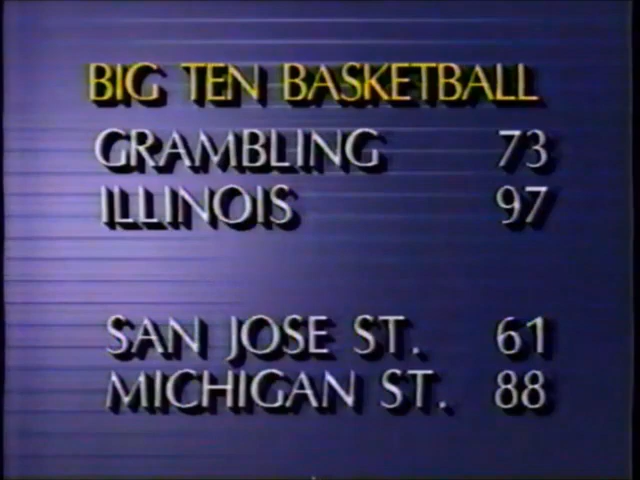 BIG TEN BASKETBALL
GRAMBLING 73
ILLINOIS 97
SAN JOSE ST. 61
MICHIGAN ST. 88